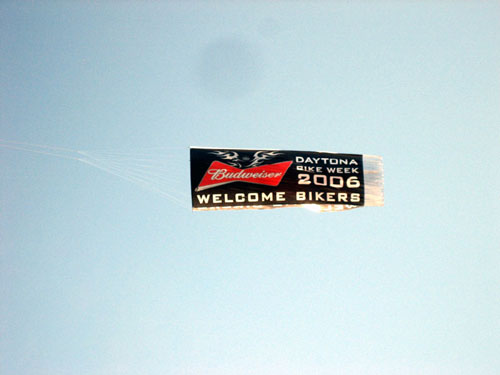 Budweiser
DAYTONA
BIKE WEEK
2006
WELCOME BIKERS